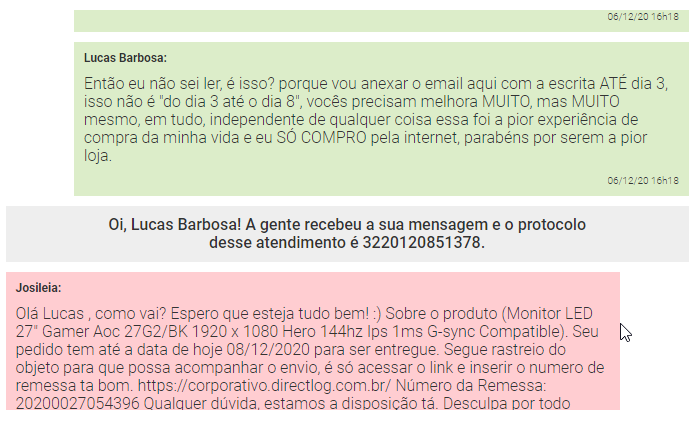 06/12/20 16h18
Lucas Barbosa:
Então eu não sei ler, é isso? porque vou anexar o email aqui com a escrita ATÉ dia 3,
isso não é "do dia 3 até o dia 8", vocês precisam melhora MUITO, mas MUITO
mesmo, em tudo, independente de qualquer coisa essa foi a pior experiência de
compra da minha vida e eu SÓ COMPRO pela internet, parabéns por serem a pior
loja.
06/12/20 16h18
Oi, Lucas Barbosa! A gente recebeu a sua mensagem e o protocolo
desse atendimento é 3220120851378.
Josileia:
Olá Lucas , como vai? Espero que esteja tudo bem! :) Sobre o produto (Monitor LED
27" Gamer Aoc 27G2/BK 1920 x 1080 Hero 144hz Ips 1ms G-sync Compatible). Seu
pedido tem até a data de hoje 08/12/2020 para ser entregue. Segue rastreio do
objeto para que possa acompanhar o envio, é só acessar o link e inserir o numero de
remessa ta bom. https://corporativo.directlog.com.br/ Número da Remessa:
20200027054396 Qualquer dúvida, estamos a disposição tá. Desculpa por todo